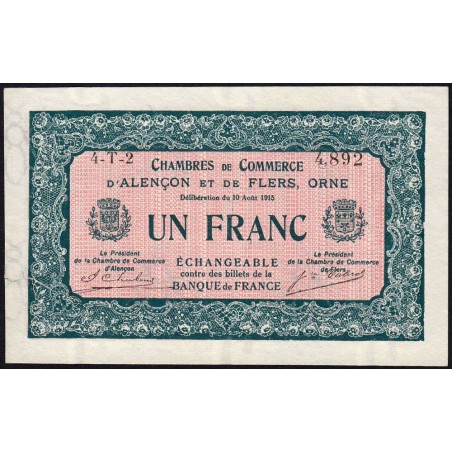 4-T-2 4,892
CHAMBRES DE COMMERCE
D'ALENÇON ET DE FLERS, ORNE
Délibération du 10 Août 1915
UN FRANC
Le Président
de la Chambre de Commerce
d'Alençon
ÉCHANGEABLE
contre des billets de la
BANQUE DE FRANCE
Le Président
de la Chambre de Commerce
de Flers